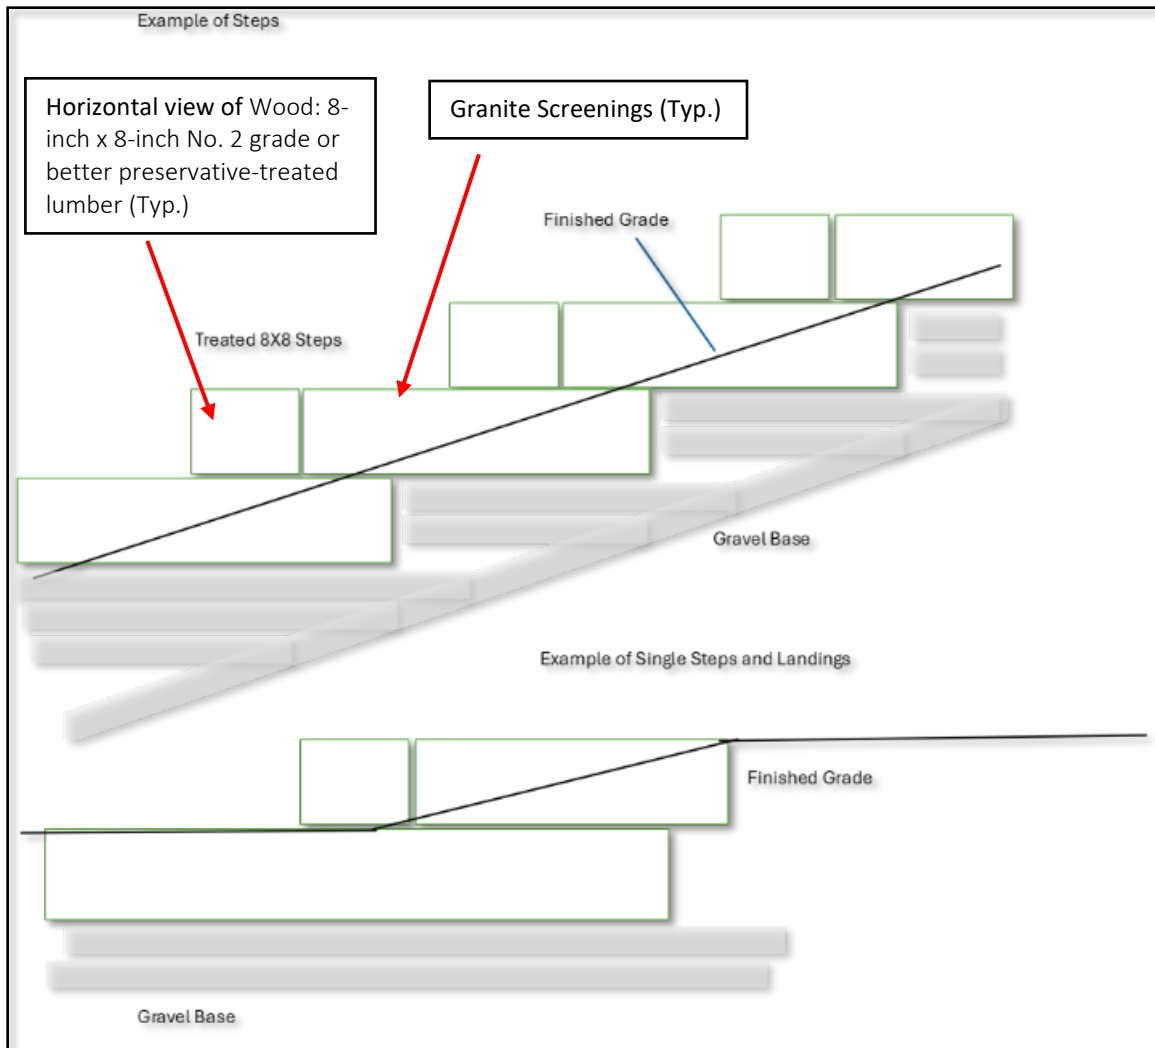 Example of Steps
Horizontal view of Wood: 8-
inch x 8-inch No. 2 grade or
better preservative-treated
lumber (Typ.)
Granite Screenings (Typ.)
Finished Grade
Treated 8X8 Steps
Gravel Base
Example of Single Steps and Landings
Finished Grade
Gravel Base